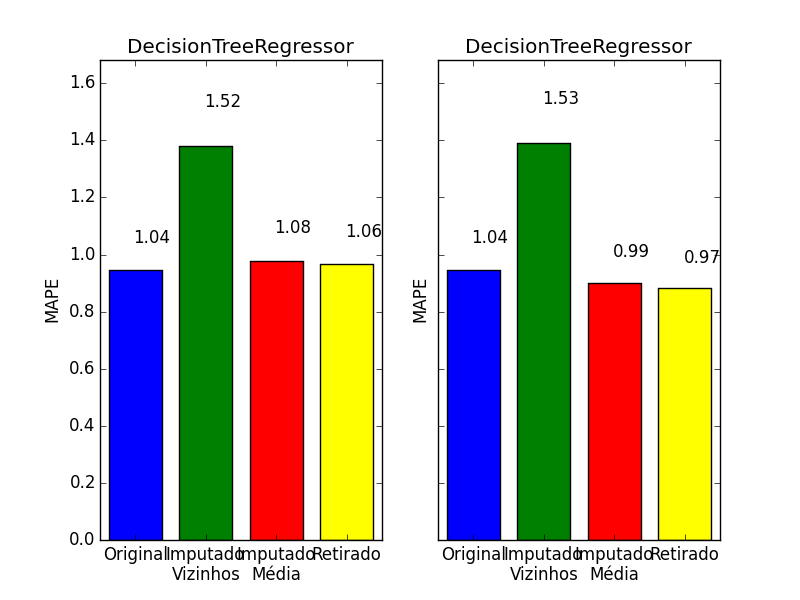 DecisionTreeRegressor
MAPE
1.6
1.4
1.2
1.0
0.8
0.6
0.4
0.2
0.0
1.04
1.52
1.08
1.06
Original Imputado Imputado Retirado
Vizinhos Média
DecisionTreeRegressor
MAPE
1.04
1.53
0.99
0.97
Original Imputado Imputado Retirado
Vizinhos Média